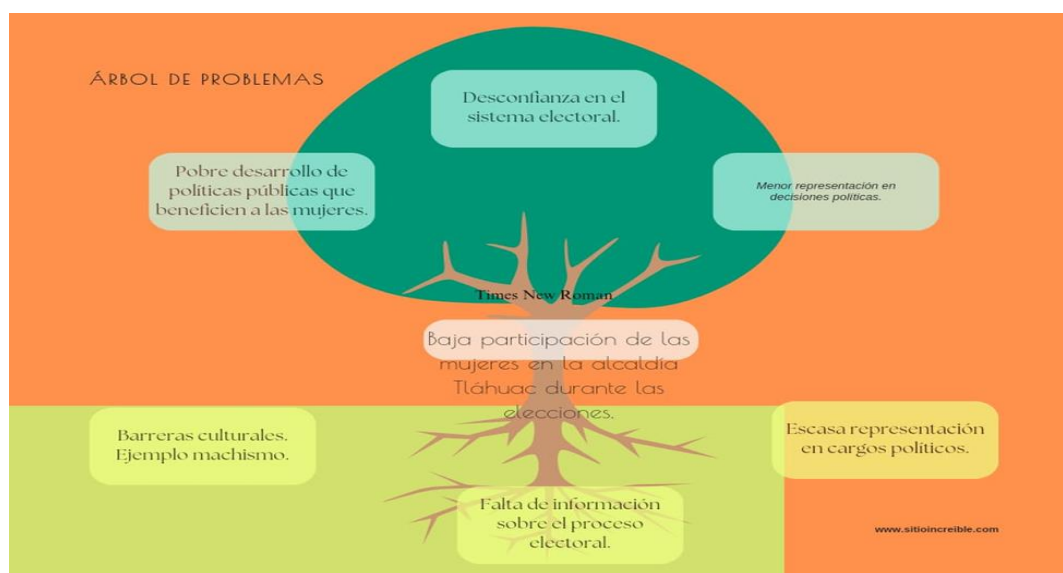 ÁRBOL DE PROBLEMAS
Desconfianza en el
sistema electoral.
Pobre desarrollo de
políticas públicas que
beneficien a las mujeres.
Menor representación en
decisiones políticas.
Times New Roman
Baja participación de las
mujeres en la alcaldía
Tláhuac durante las
elecciones.
Barreras culturales.
Ejemplo machismo.
Escasa representación
en cargos políticos.
Falta de información
sobre el proceso
electoral.
www.sitioincreible.com